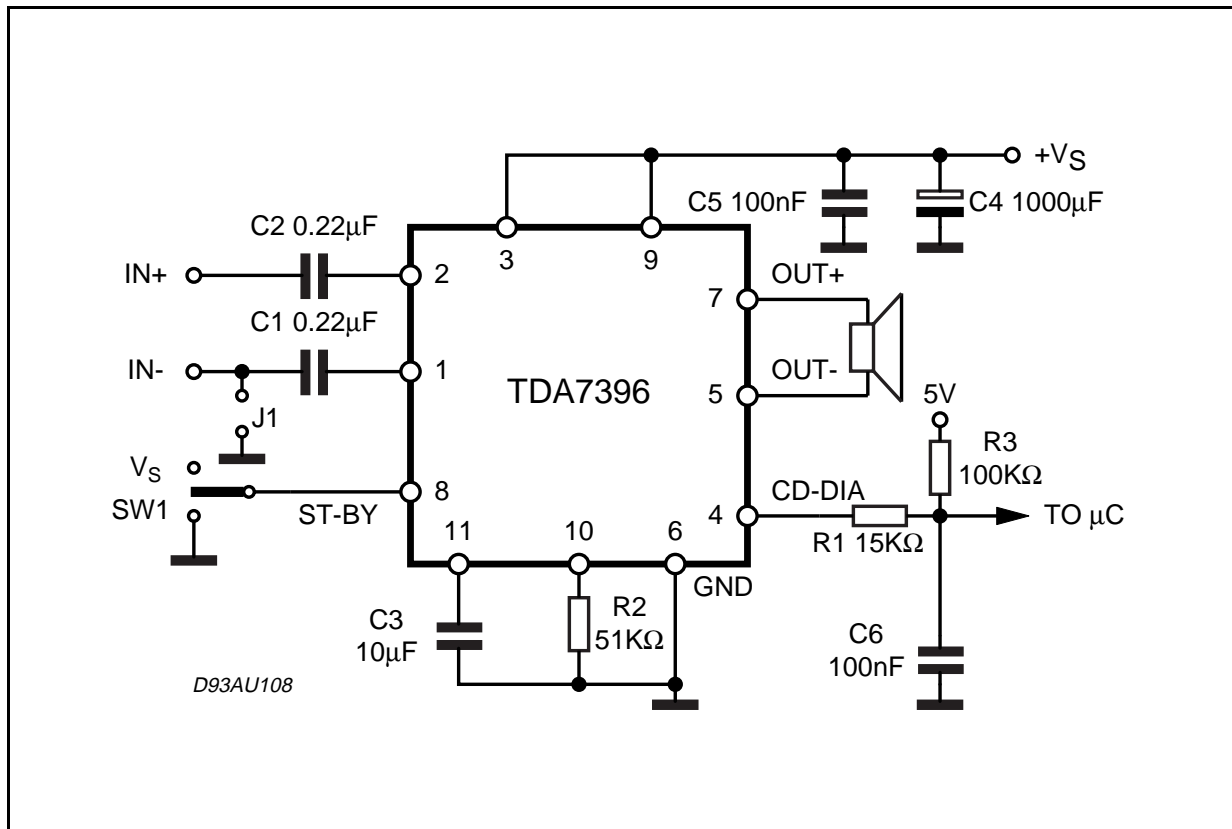 +VS
C5 100nF
C4 1000μF
C2 0.22μF
3
9
IN+
2
OUT+
7
C1 0.22μF
IN-
1
TDA7396
OUT-
5
J1
5V
R3
100KΩ
VS
SW1
ST-BY
8
CD-DIA
4
R1 15KΩ
TO μC
11
10
6
GND
C3
10μF
R2
51KΩ
C6
100nF
D93AU108